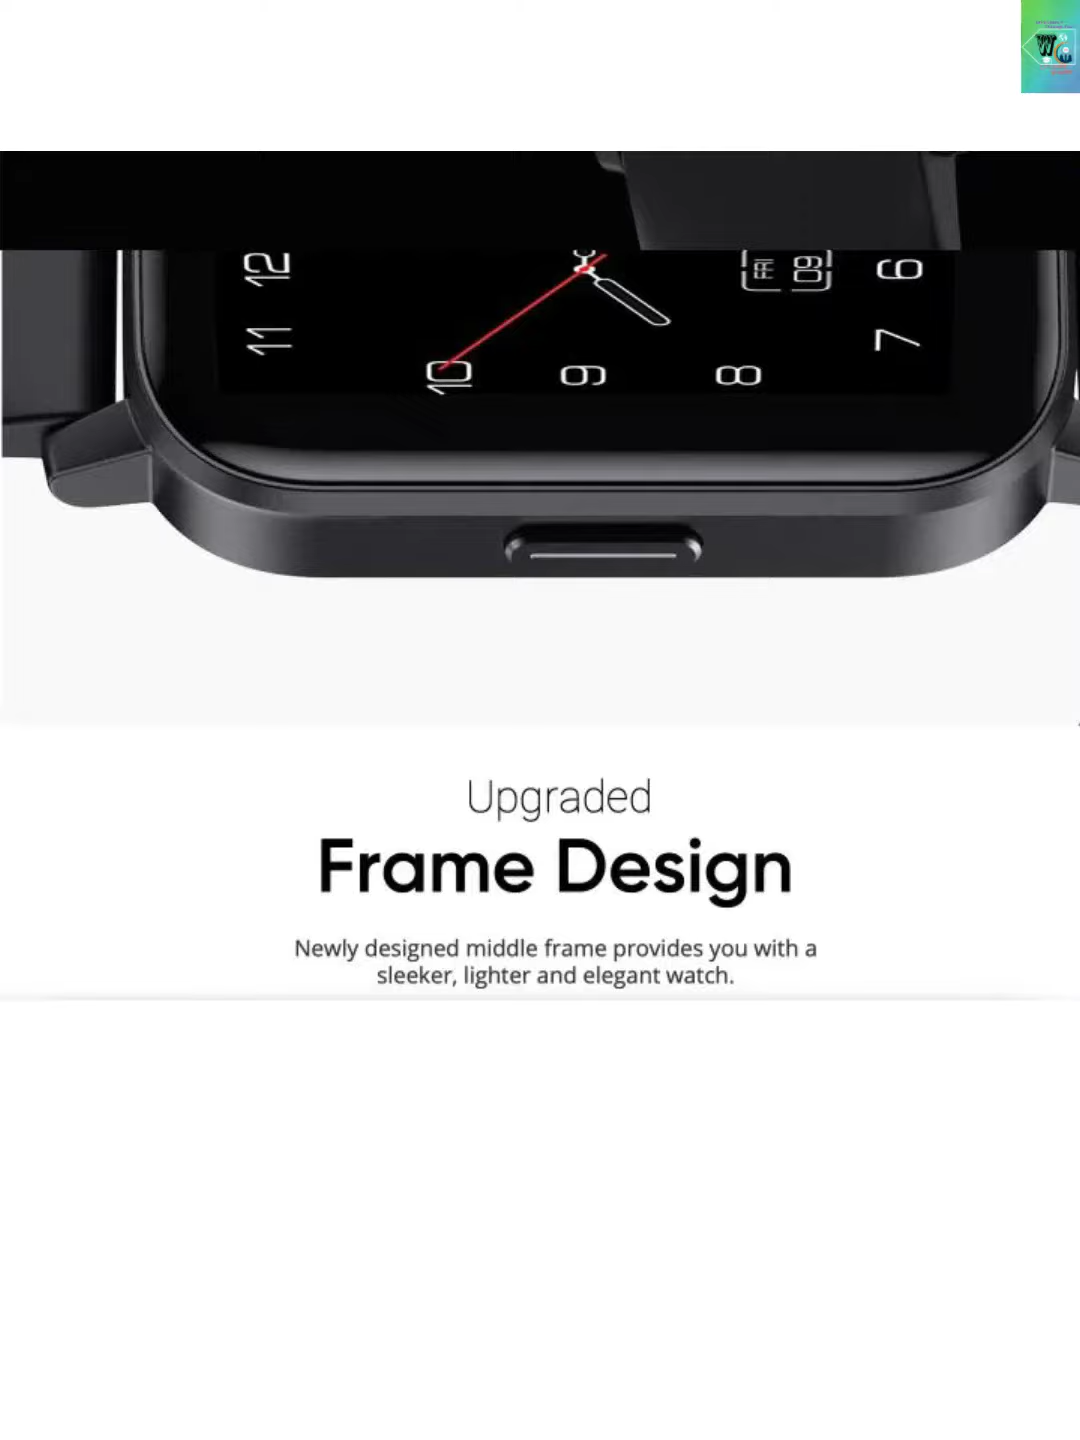 12
11
10
9
8
7
6
FRI
09
Upgraded
Frame Design
Newly designed middle frame provides you with a
sleeker, lighter and elegant watch.